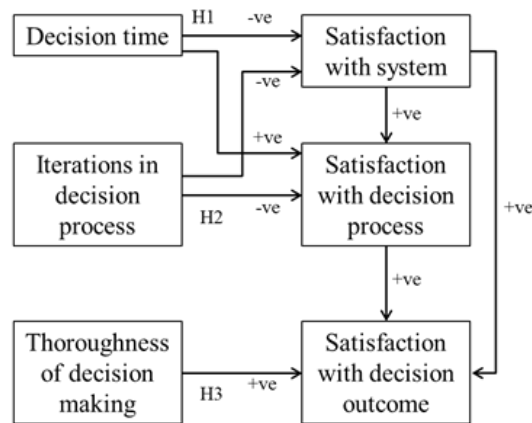 H1
-ve
Decision time
Satisfaction
with system
-ve
+ve
+ve
Iterations in
decision
process
Satisfaction
with decision
process
H2
-ve
+ve
+ve
Thoroughness
of decision
making
Satisfaction
with decision
outcome
H3
+ve